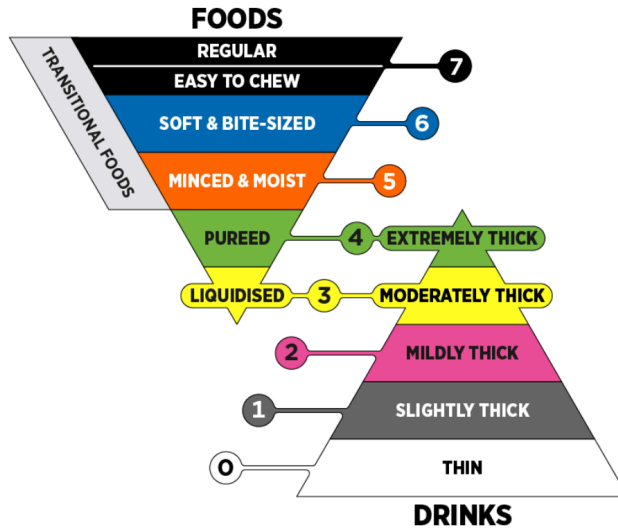 FOODS
REGULAR
EASY TO CHEW
7
TRANSITIONAL FOODS
SOFT & BITE-SIZED
6
MINCED & MOIST
5
PUREED
4
EXTREMELY THICK
LIQUIDISED
3
MODERATELY THICK
2
MILDLY THICK
1
SLIGHTLY THICK
0
THIN
DRINKS